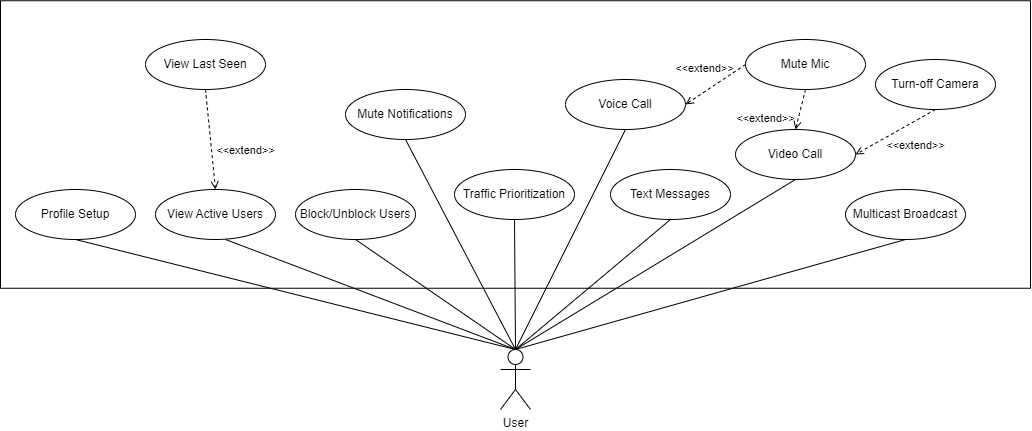 View Last Seen
Mute Mic
<<extend>>
Turn-off Camera
Voice Call
Mute Notifications
<<extend>>
<<extend>>
<<extend>>
Video Call
Traffic Prioritization
Text Messages
Profile Setup
View Active Users
Block/Unblock Users
Multicast Broadcast
User